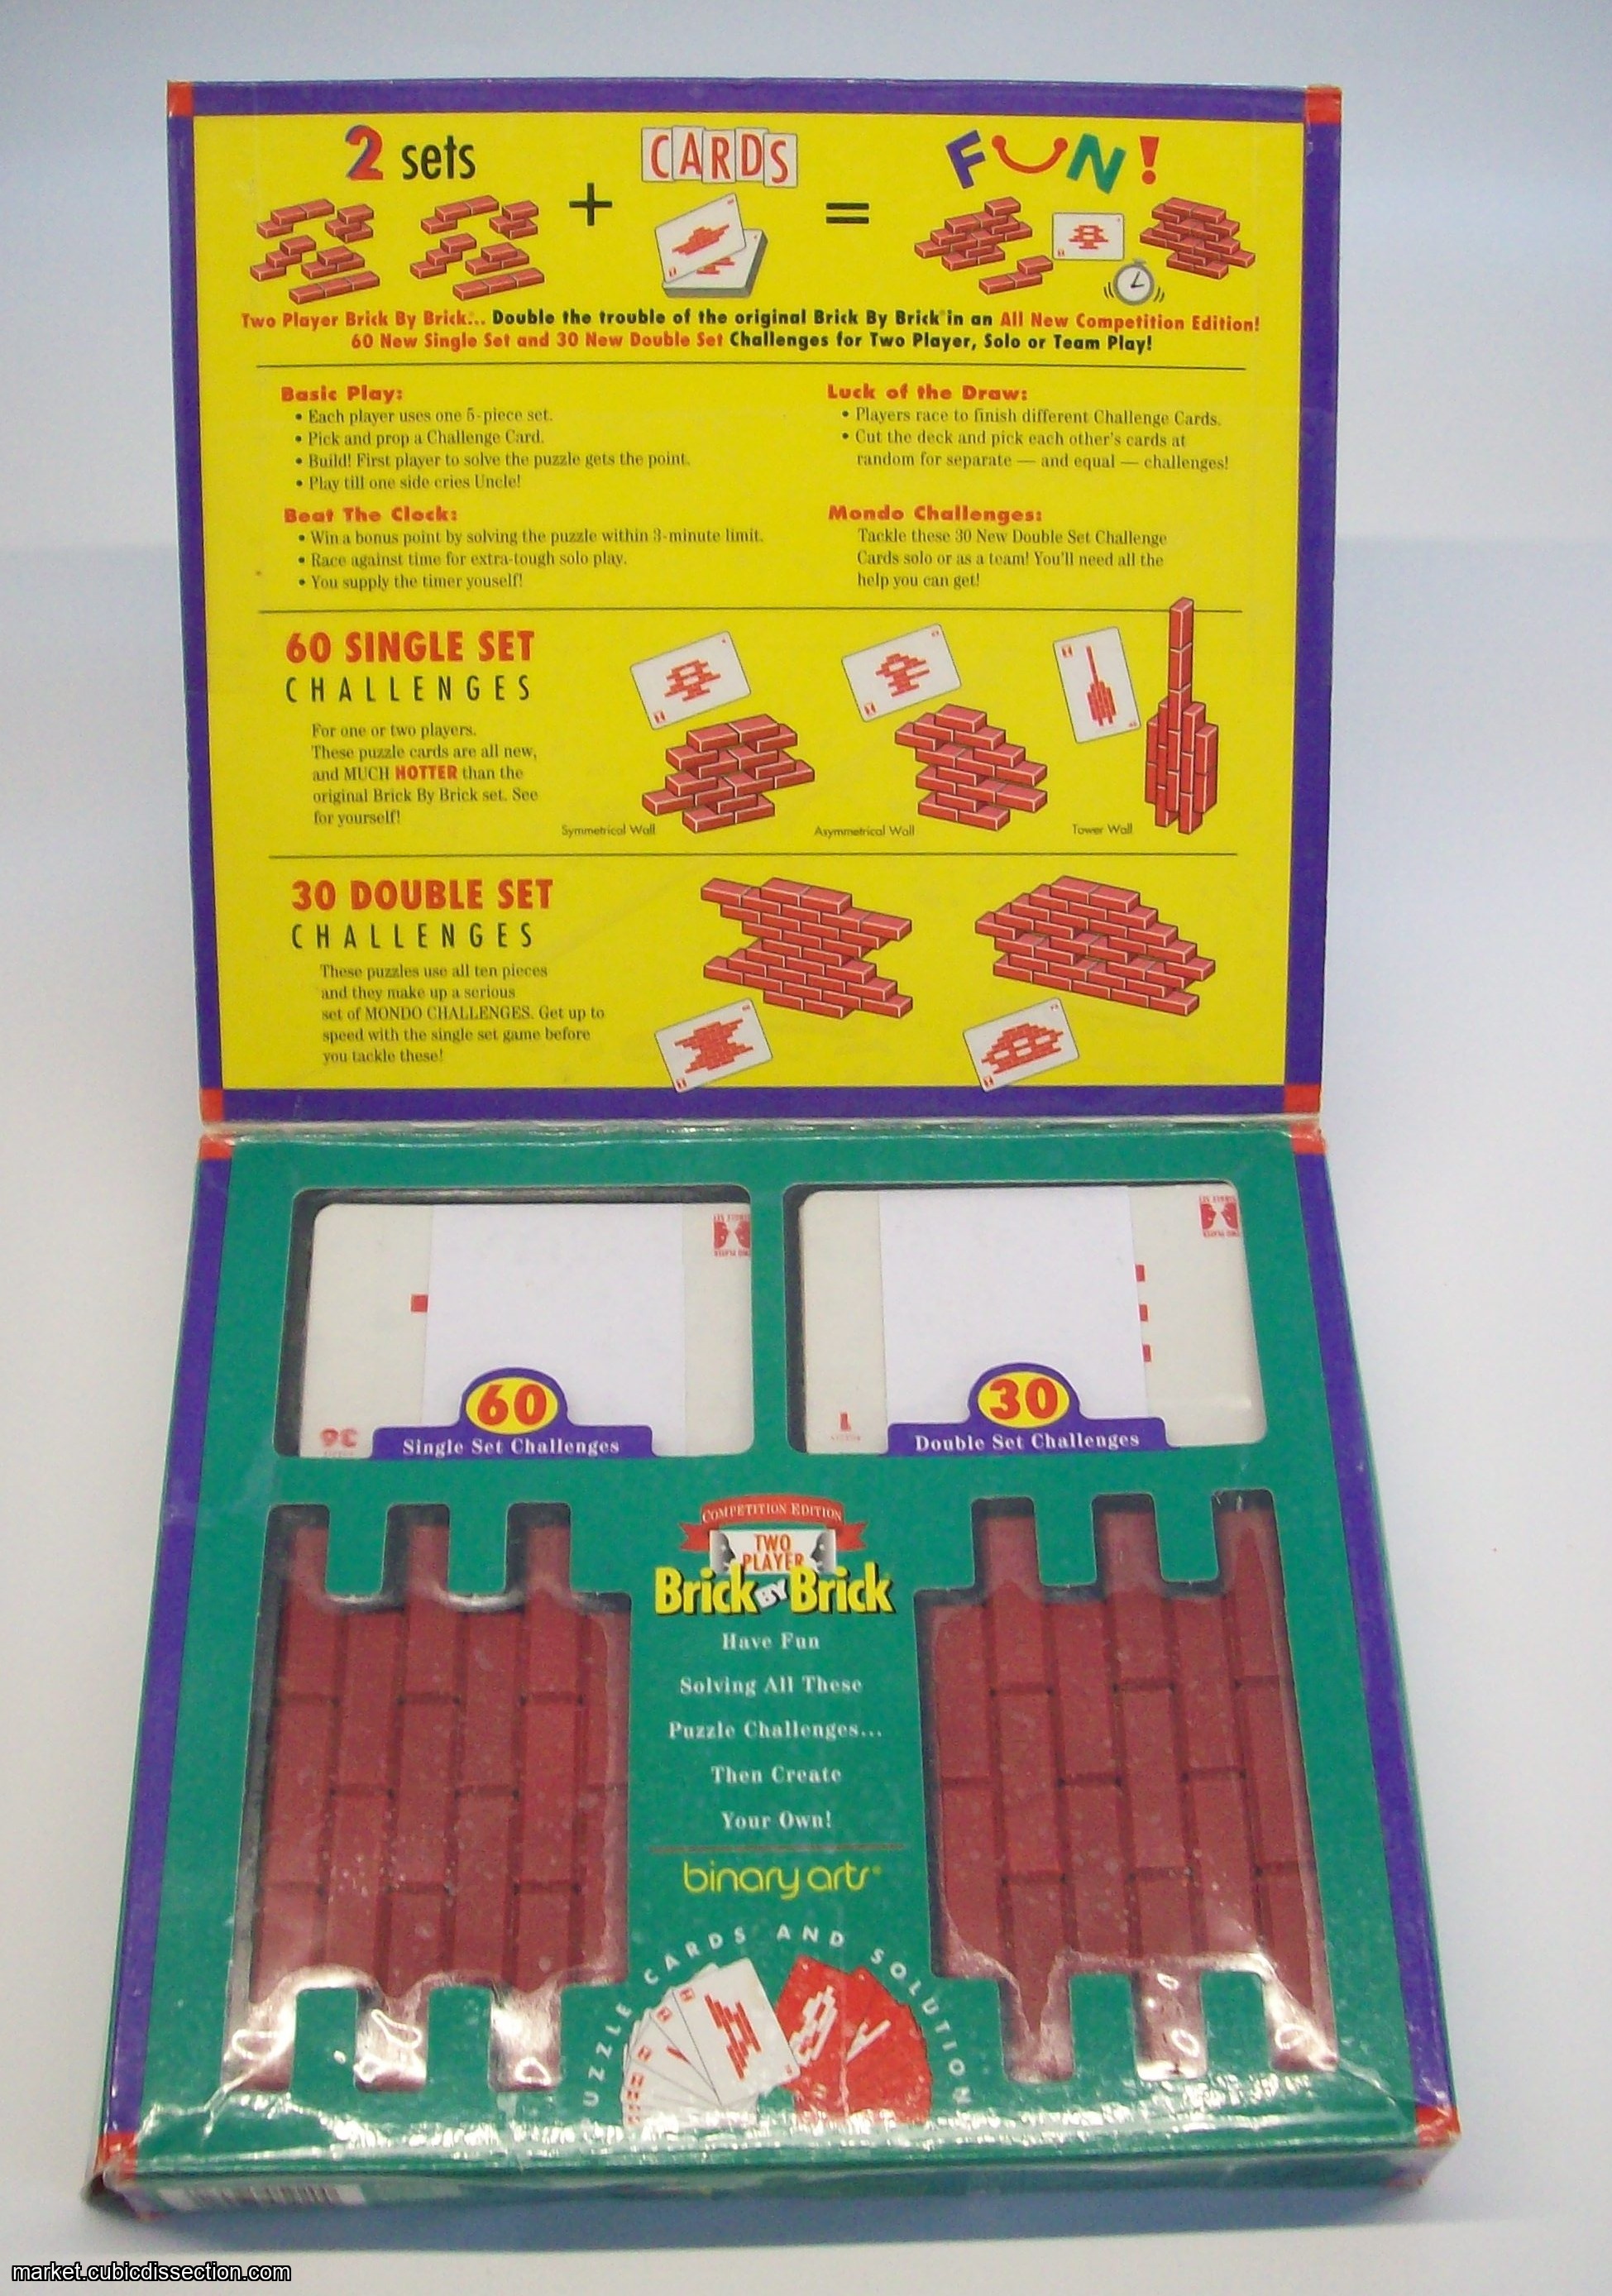 2 sets
+
CARDS
=
FUN!
Two Player Brick By Brick... Double the trouble of the original Brick By Brick® in an All New Competition Edition!
60 New Single Set and 30 New Double Set Challenges for Two Player, Solo or Team Play!
Basic Play:
• Each player uses one 5-piece set.
• Pick and prop a Challenge Card.
• Build! First player to solve the puzzle gets the point.
• Play till one side cries Uncle!
Luck of the Draw:
• Players race to finish different Challenge Cards.
• Cut the deck and pick each other's cards at
random for separate — and equal — challenges!
Beat The Clock:
• Win a bonus point by solving the puzzle within 3-minute limit.
• Race against time for extra-tough solo play.
• You supply the timer youself!
Mondo Challenges:
Tackle these 30 New Double Set Challenge
Cards solo or as a team! You'll need all the
help you can get!
60 SINGLE SET
CHALLENGES
For one or two players.
These puzzle cards are all new,
and MUCH HOTTER than the
original Brick By Brick set. See
for yourself!
Symmetrical Wall
Asymmetrical Wall
Tower Wall
30 DOUBLE SET
CHALLENGES
These puzzles use all ten pieces
and they make up a serious
set of MONDO CHALLENGES. Get up to
speed with the single set game before
you tackle these!
60
Single Set Challenges
30
Double Set Challenges
COMPETITION EDITION
TWO
PLAYER
Brick BY Brick
Have Fun
Solving All These
Puzzle Challenges...
Then Create
Your Own!
binary arts®
CARDS AND
market.cubicdissection.com